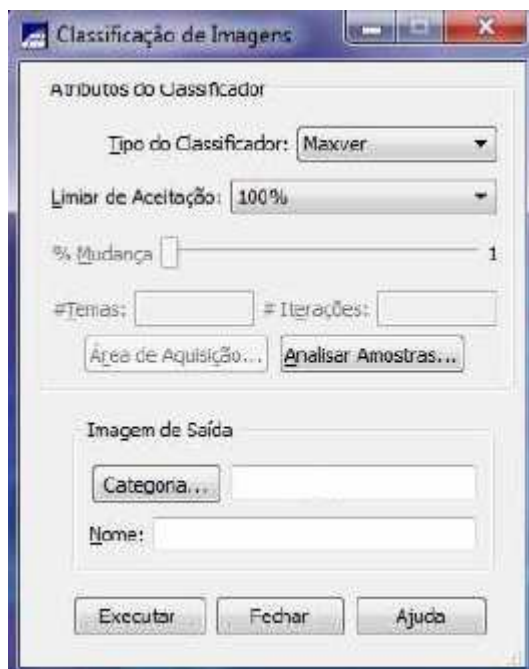 Classificação de Imagens
Atributos do Classificador
Tipo do Classificador: Maxver
Limiar de Aceitação: 100%
% Mudança 1
#Temas: # Iterações:
Área de Aquisição... Analisar Amostras...
Imagem de Saída
Categoria...
Nome:
Executar Fechar Ajuda